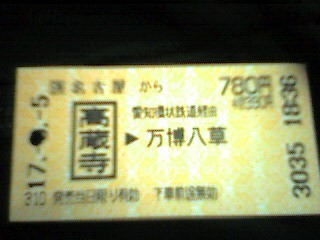 名古屋 から 780円
愛知環状鉄道経由
高蔵寺 ▶ 万博八草
17. -5
3035 18:36
310 発売当日限り有効 下車前途無効